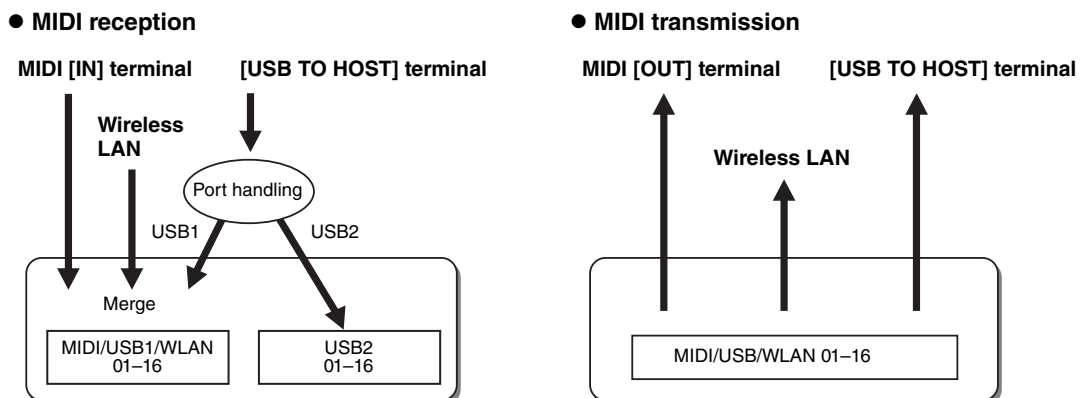 ● MIDI reception
MIDI [IN] terminal
[USB TO HOST] terminal
Wireless
LAN
Port handling
USB1
USB2
Merge
MIDI/USB1/WLAN
01–16
USB2
01–16
● MIDI transmission
MIDI [OUT] terminal
[USB TO HOST] terminal
Wireless LAN
MIDI/USB/WLAN 01–16